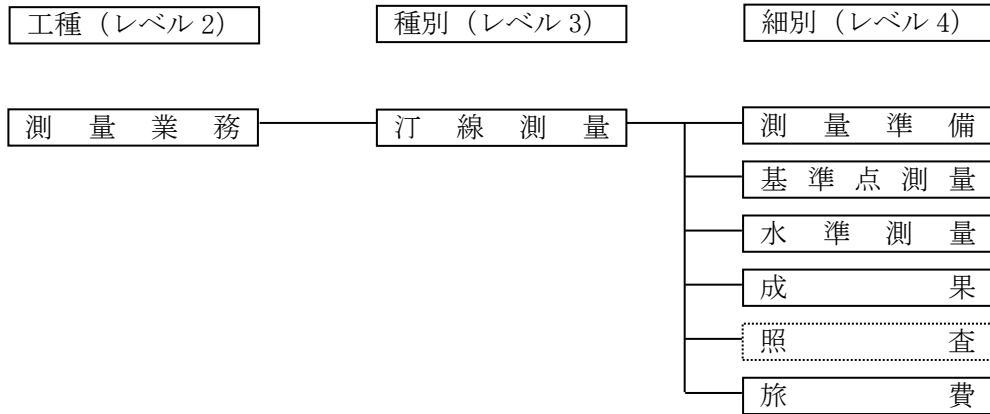 工種（レベル 2） 種別（レベル 3） 細別（レベル 4）
測量業務 汀線測量 測量準備
基準点測量
水準測量
成果
照査
旅費